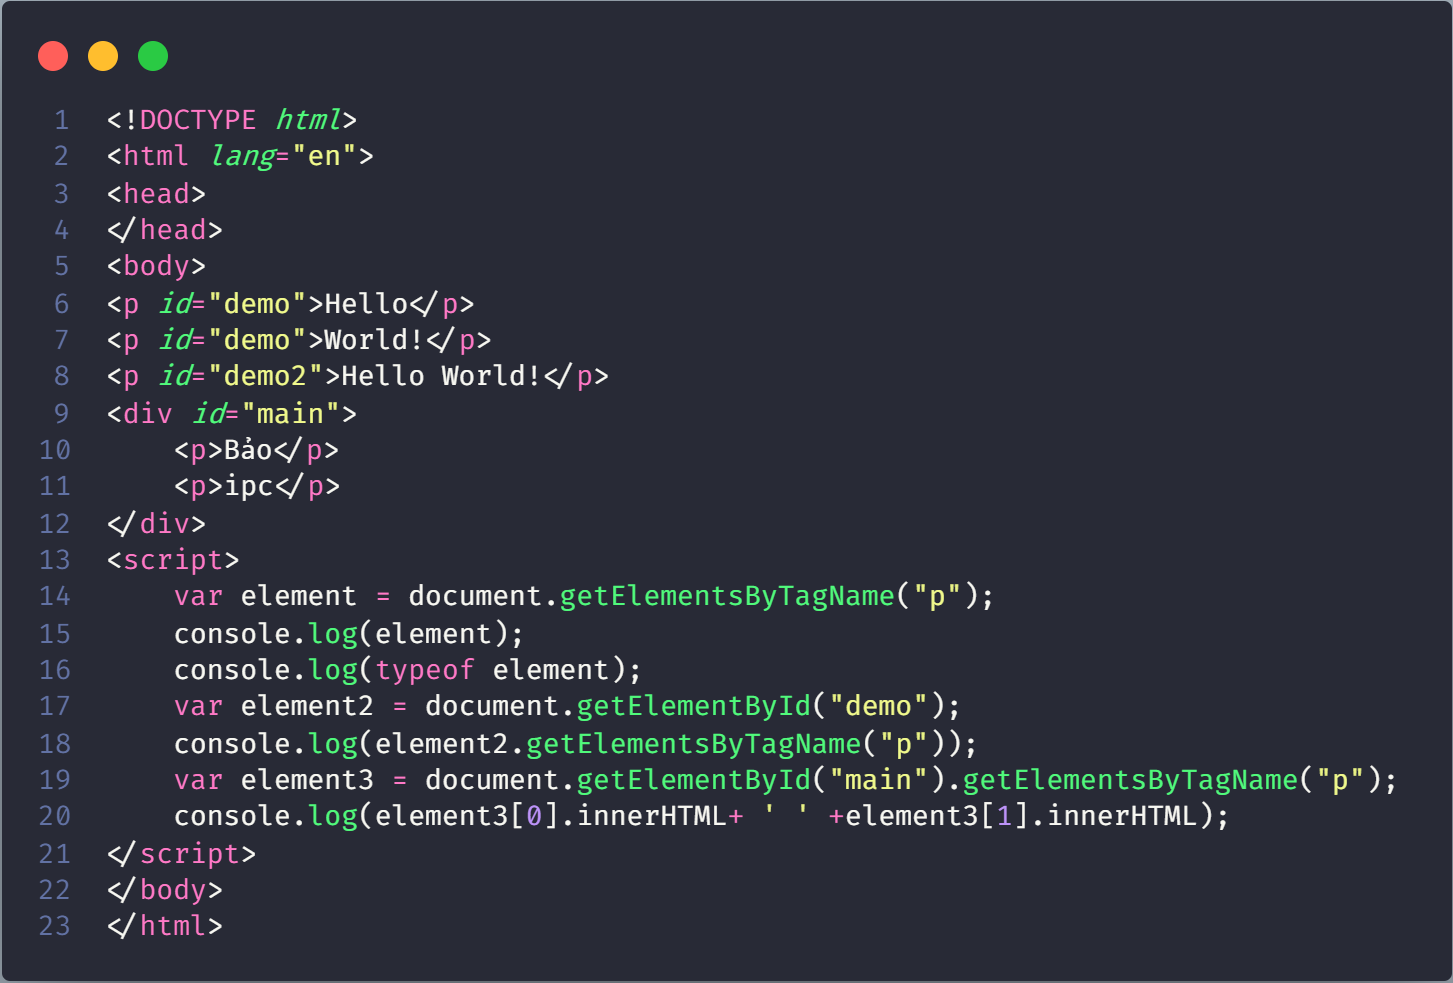 1 <!DOCTYPE html>
2 <html lang="en">
3 <head>
4 </head>
5 <body>
6 <p id="demo">Hello</p>
7 <p id="demo">World!</p>
8 <p id="demo2">Hello World!</p>
9 <div id="main">
10     <p>Bảo</p>
11     <p>ipc</p>
12 </div>
13 <script>
14     var element = document.getElementsByTagName("p");
15     console.log(element);
16     console.log(typeof element);
17     var element2 = document.getElementById("demo");
18     console.log(element2.getElementsByTagName("p"));
19     var element3 = document.getElementById("main").getElementsByTagName("p");
20     console.log(element3[0].innerHTML+ ' ' +element3[1].innerHTML);
21 </script>
22 </body>
23 </html>